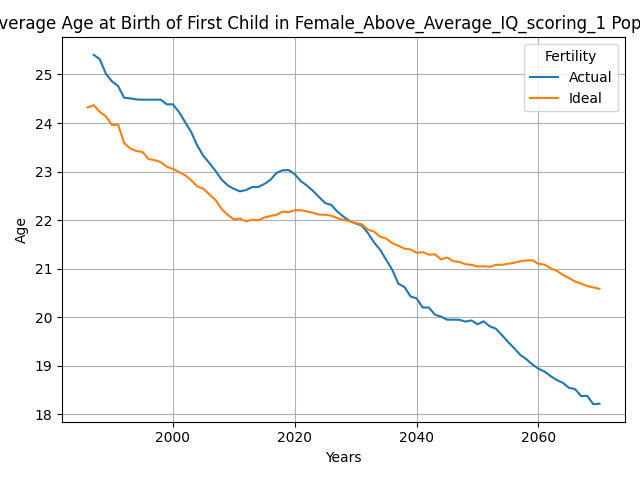 verage Age at Birth of First Child in Female_Above_Average_IQ_scoring_1 Pop
Fertility
Actual
Ideal
25
24
23
22
21
20
19
18
Age
2000
2020
2040
2060
Years